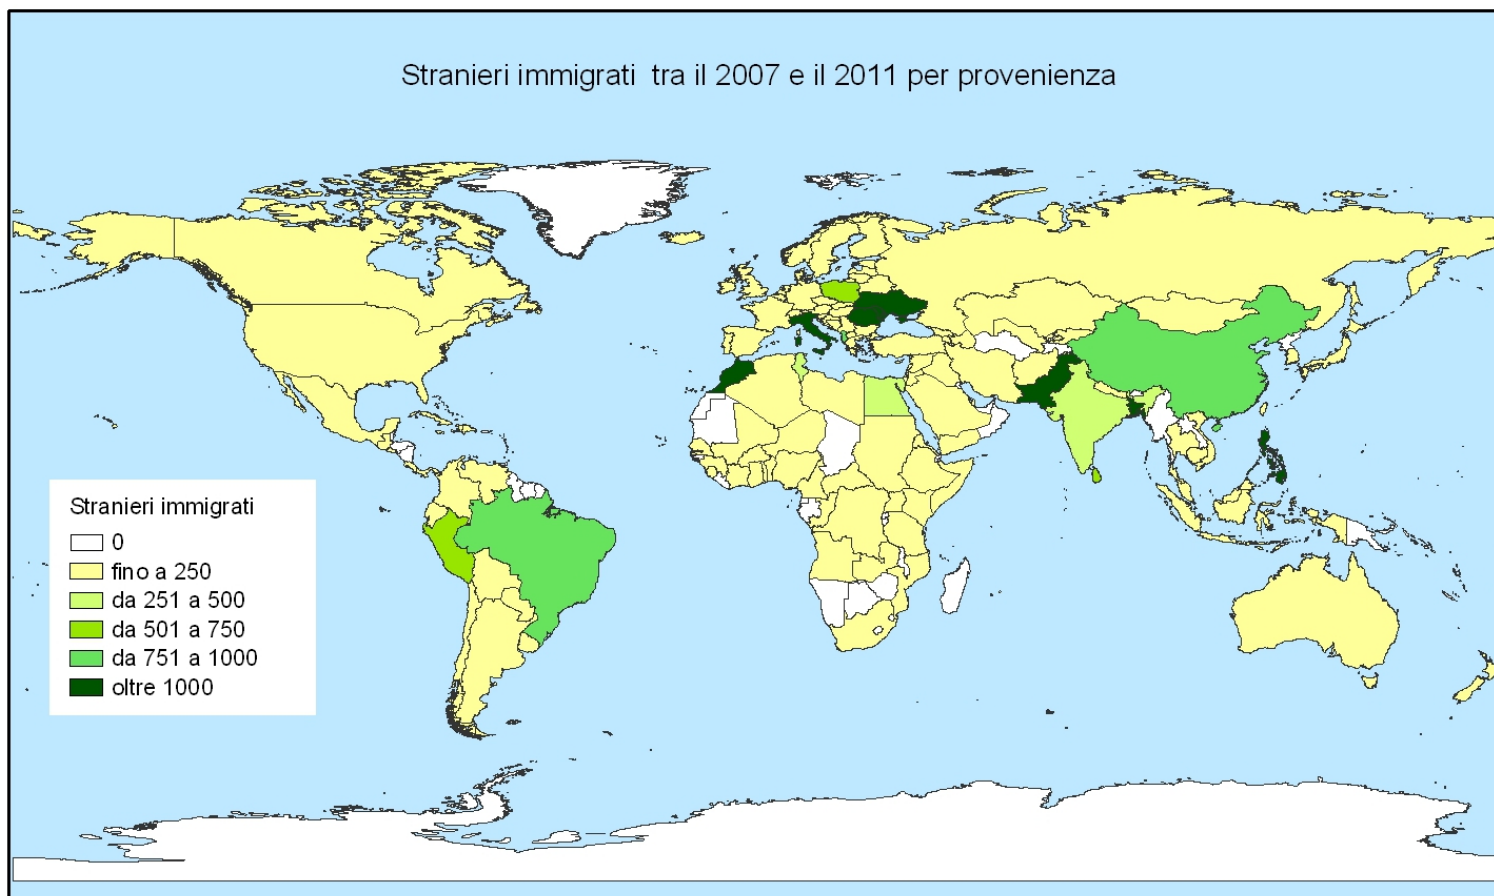 Stranieri immigrati  tra il 2007 e il 2011 per provenienza
Stranieri immigrati
0
fino a 250
da 251 a 500
da 501 a 750
da 751 a 1000
oltre 1000